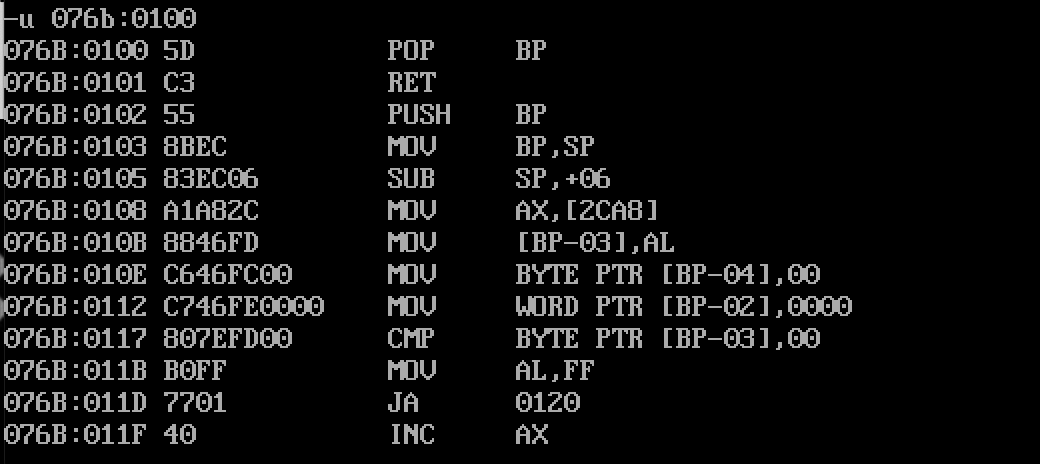 -u 076b:0100
076B:0100 5D POP BP
076B:0101 C3 RET
076B:0102 55 PUSH BP
076B:0103 8BEC MOV BP,SP
076B:0105 83EC06 SUB SP,+06
076B:0108 A1A82C MOV AX,[2CA8]
076B:010B 8846FD MOV [BP-03],AL
076B:010E C646FC00 MOV BYTE PTR [BP-04],00
076B:0112 C746FE0000 MOV WORD PTR [BP-02],0000
076B:0117 807EFD00 CMP BYTE PTR [BP-03],00
076B:011B B0FF MOV AL,FF
076B:011D 7701 JA 0120
076B:011F 40 INC AX